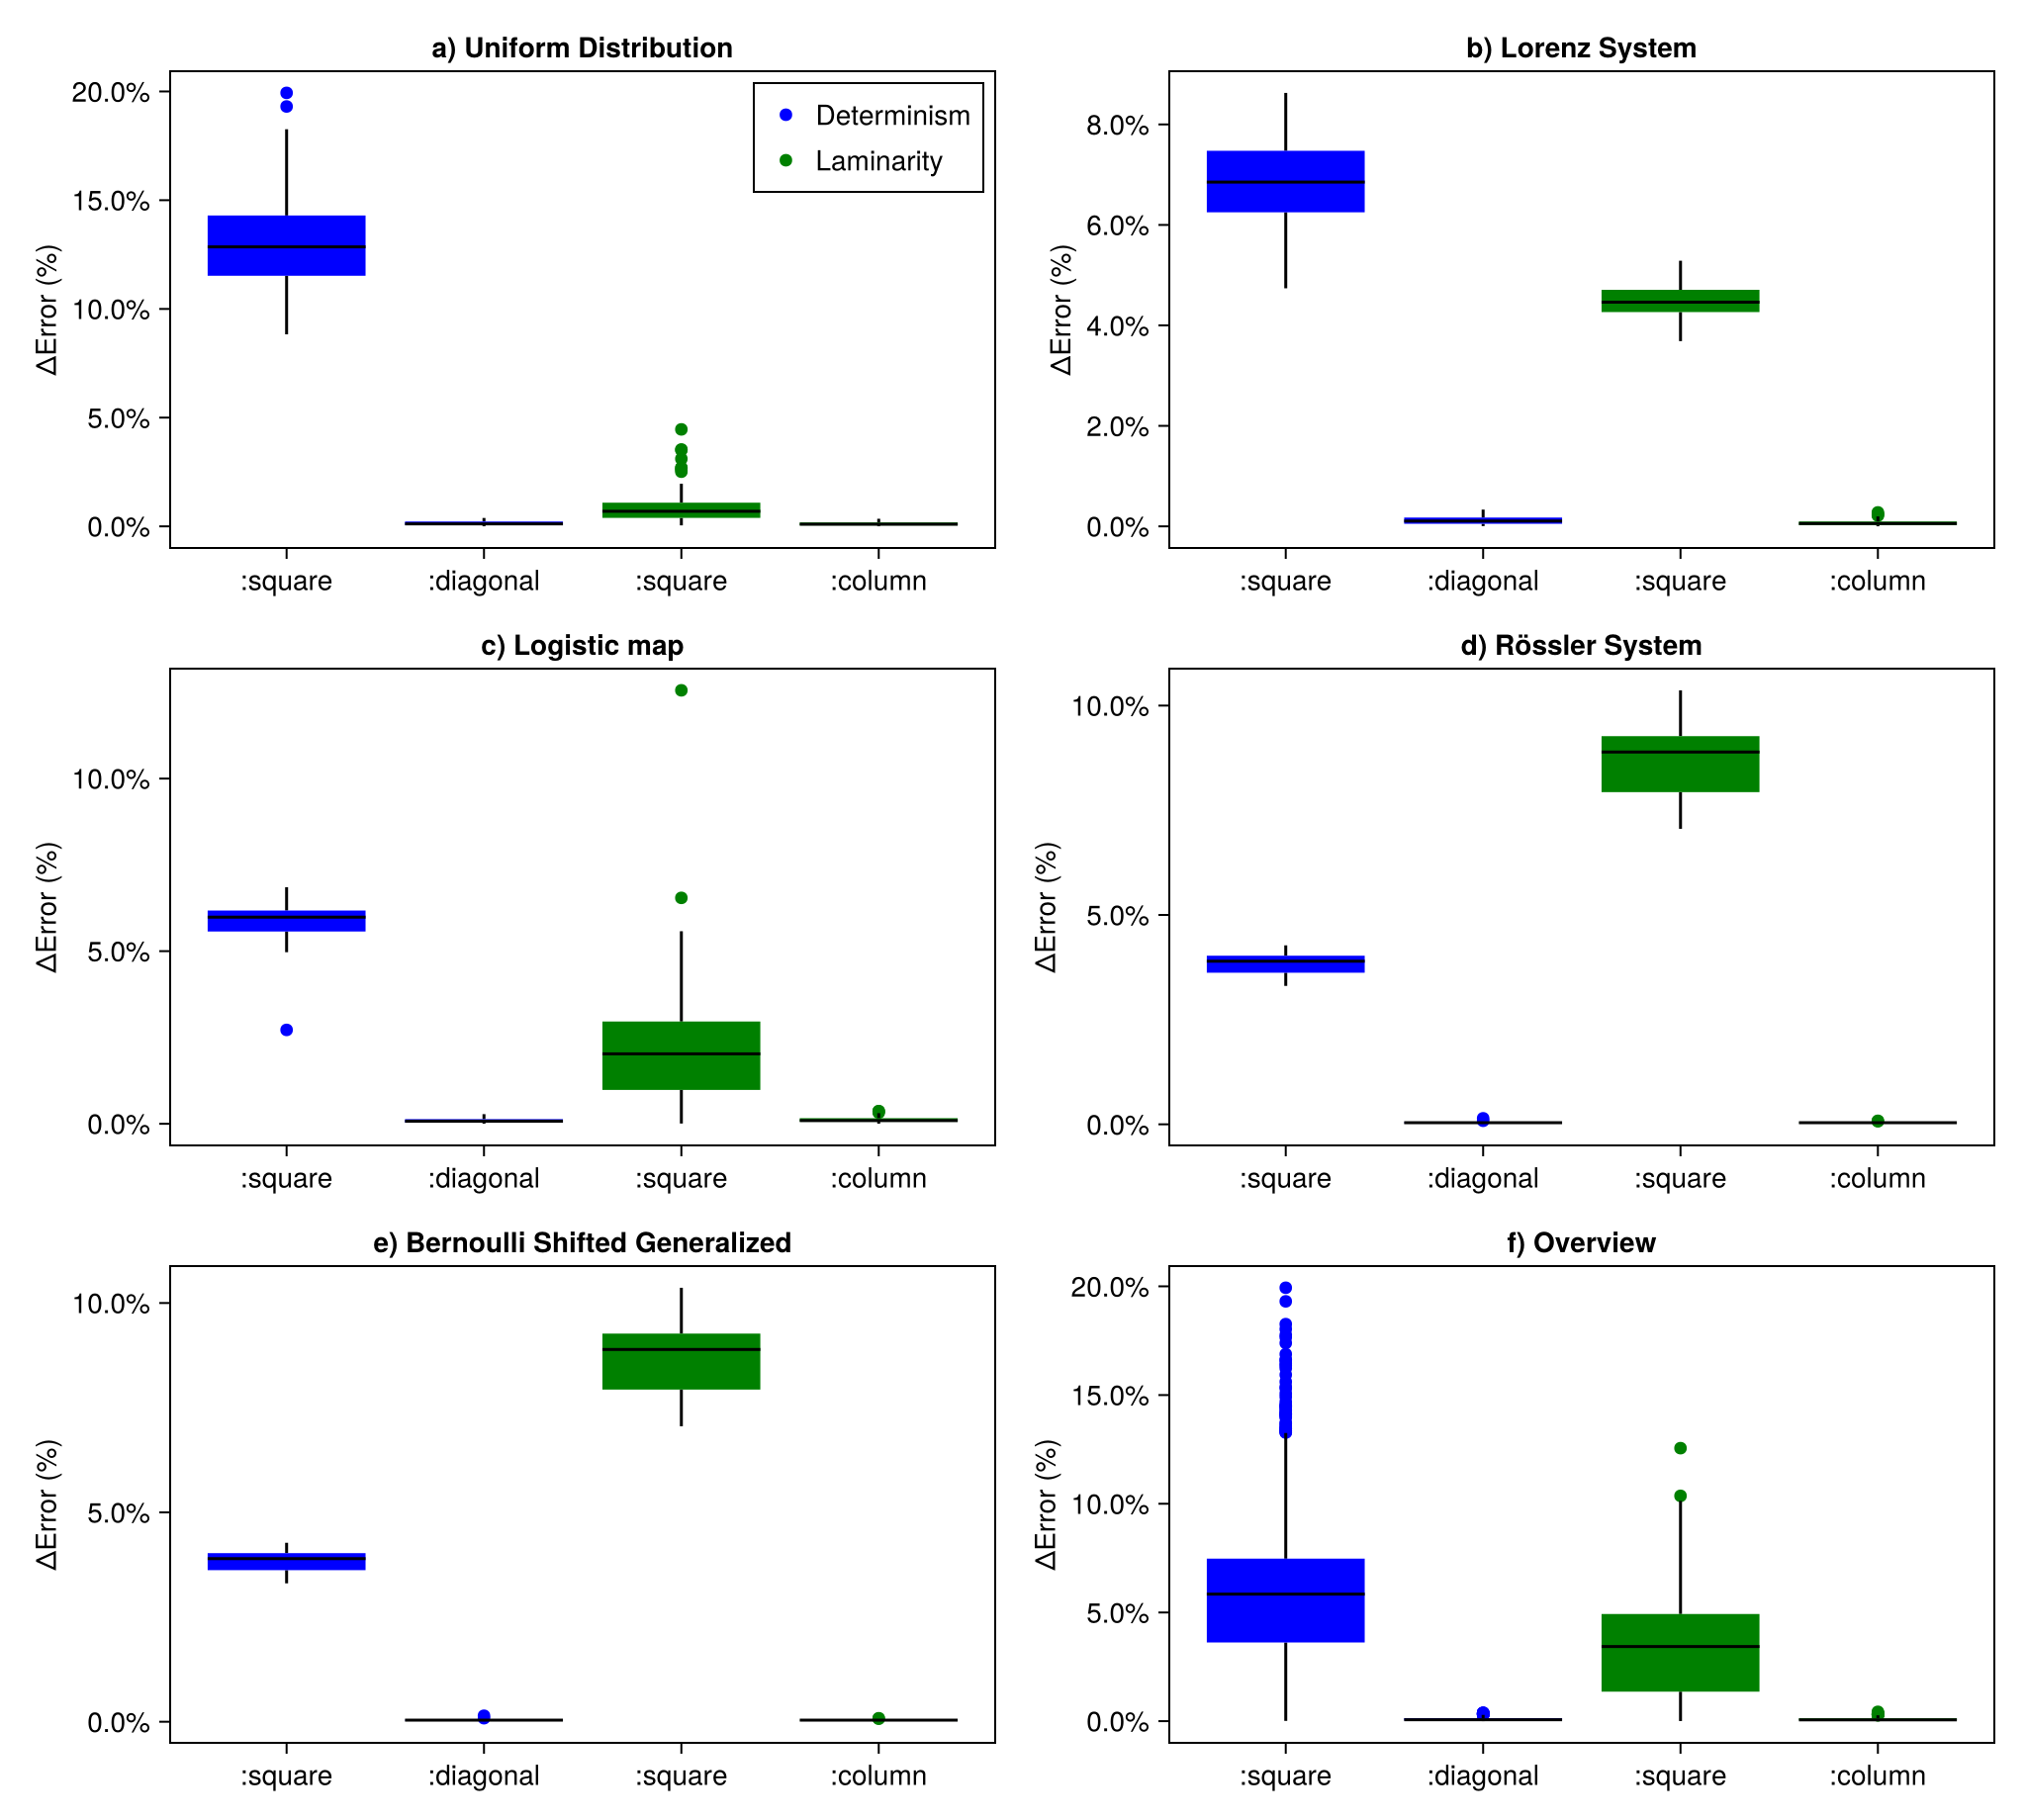 a) Uniform Distribution
ΔError (%)
20.0%
15.0%
10.0%
5.0%
0.0%
Determinism
Laminarity
:square :diagonal :square :column
b) Lorenz System
ΔError (%)
8.0%
6.0%
4.0%
2.0%
0.0%
:square :diagonal :square :column
c) Logistic map
ΔError (%)
10.0%
5.0%
0.0%
:square :diagonal :square :column
d) Rössler System
ΔError (%)
10.0%
5.0%
0.0%
:square :diagonal :square :column
e) Bernoulli Shifted Generalized
ΔError (%)
10.0%
5.0%
0.0%
:square :diagonal :square :column
f) Overview
ΔError (%)
20.0%
15.0%
10.0%
5.0%
0.0%
:square :diagonal :square :column